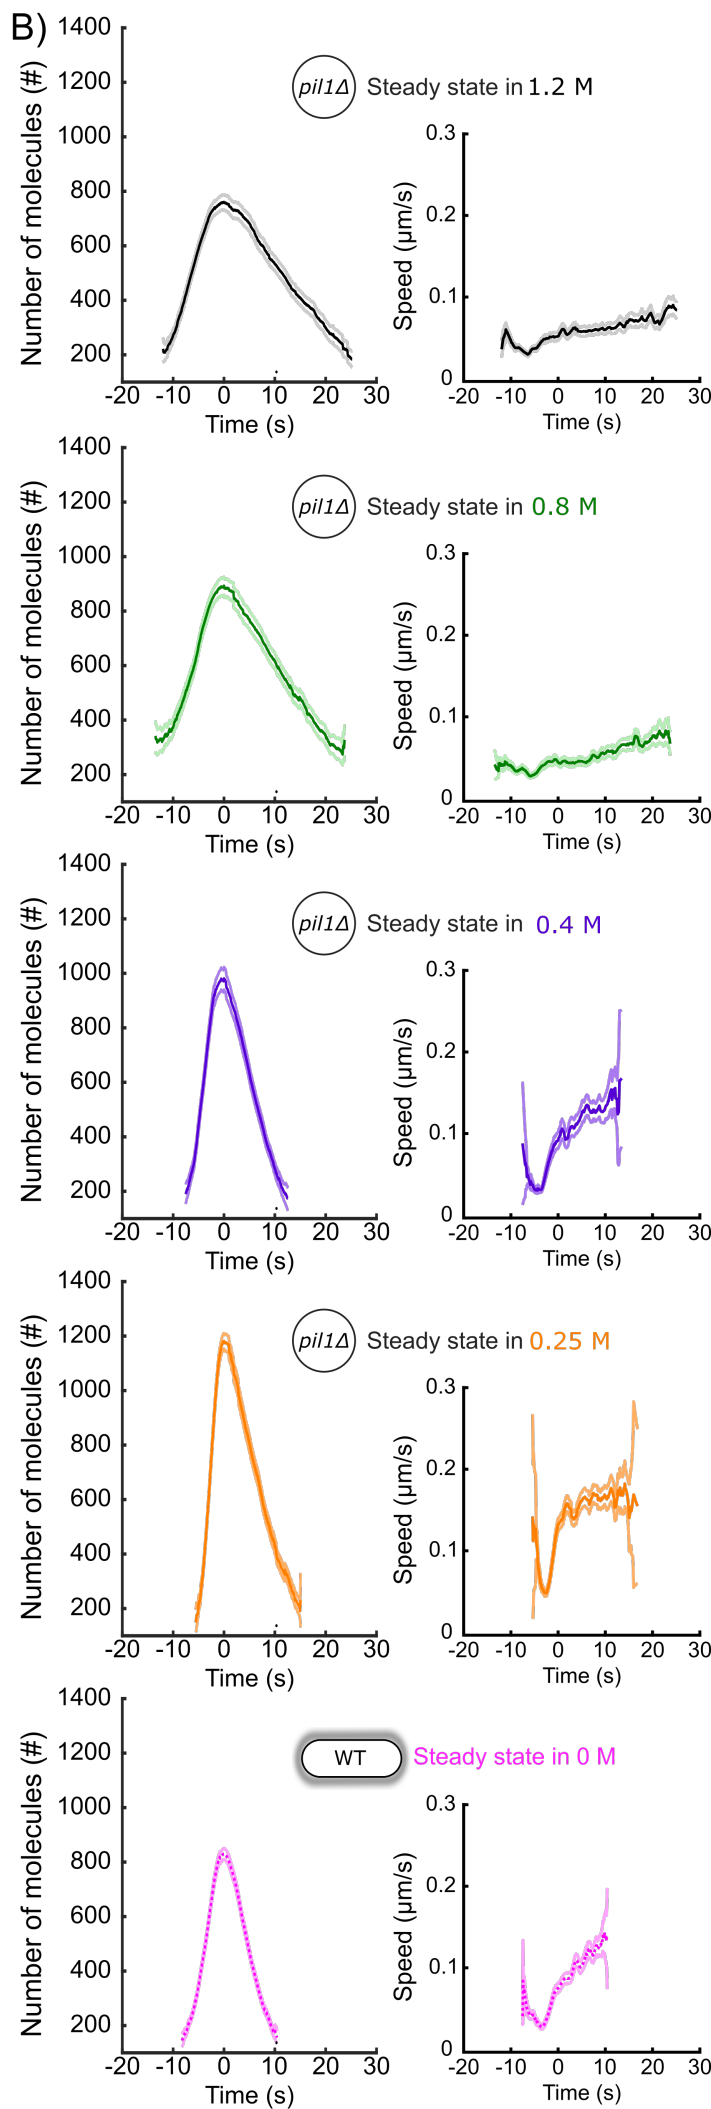 B)
1400
1200
1000
800
600
400
200
Number of molecules (#)
-20 -10 0 10 20 30
Time (s)
pil1Δ Steady state in 1.2 M
0.3
0.2
0.1
0
Speed (μm/s)
-20 -10 0 10 20 30
Time (s)
1400
1200
1000
800
600
400
200
Number of molecules (#)
-20 -10 0 10 20 30
Time (s)
pil1Δ Steady state in 0.8 M
0.3
0.2
0.1
0
Speed (μm/s)
-20 -10 0 10 20 30
Time (s)
1400
1200
1000
800
600
400
200
Number of molecules (#)
-20 -10 0 10 20 30
Time (s)
pil1Δ Steady state in 0.4 M
0.3
0.2
0.1
0
Speed (μm/s)
-20 -10 0 10 20 30
Time (s)
1400
1200
1000
800
600
400
200
Number of molecules (#)
-20 -10 0 10 20 30
Time (s)
pil1Δ Steady state in 0.25 M
0.3
0.2
0.1
0
Speed (μm/s)
-20 -10 0 10 20 30
Time (s)
1400
1200
1000
800
600
400
200
Number of molecules (#)
-20 -10 0 10 20 30
Time (s)
WT Steady state in 0 M
0.3
0.2
0.1
0
Speed (μm/s)
-20 -10 0 10 20 30
Time (s)